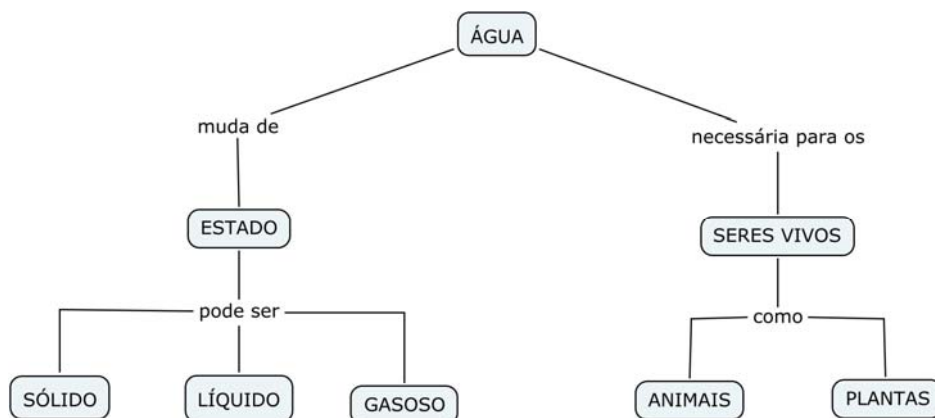 ÁGUA
muda de
necessária para os
ESTADO
SERES VIVOS
pode ser
como
SÓLIDO
LÍQUIDO
GASOSO
ANIMAIS
PLANTAS